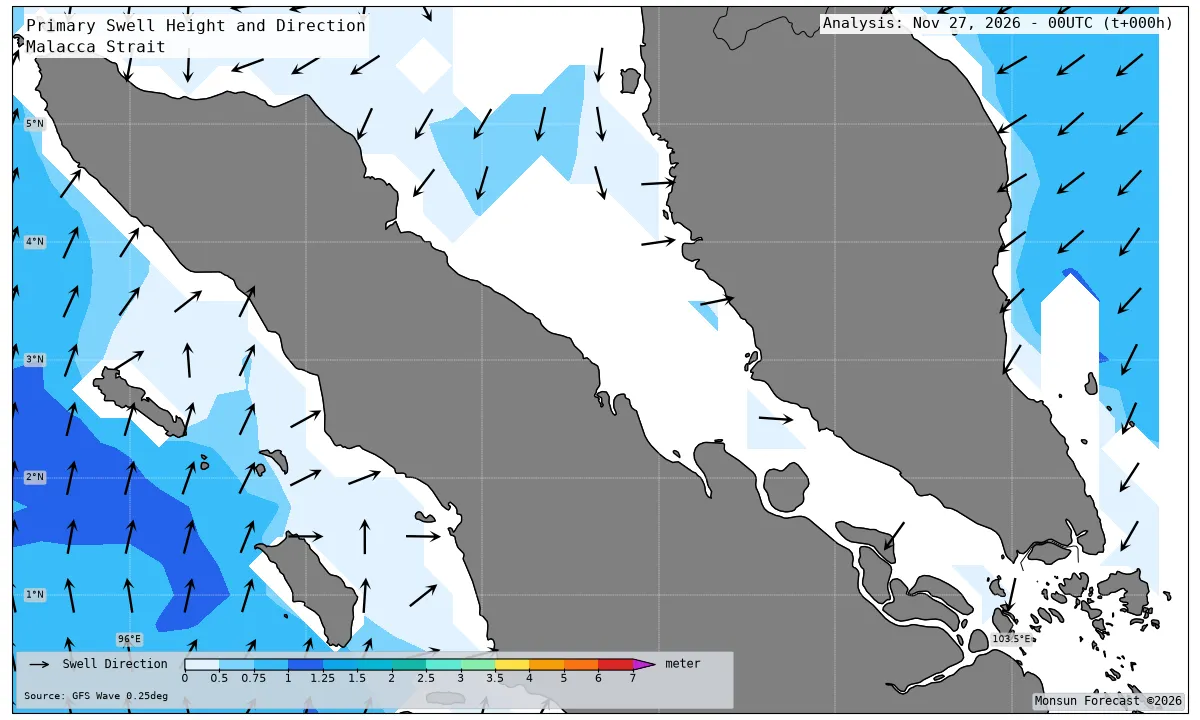 Primary Swell Height and Direction
Malacca Strait
Analysis: Nov 27, 2026 - 00UTC (t+000h)
5°N
4°N
3°N
2°N
1°N
96°E
103.5°E
Swell Direction
meter
0 0.5 0.75 1 1.25 1.5 2 2.5 3 3.5 4 5 6 7
Source: GFS Wave 0.25deg
Monsun Forecast ©2026